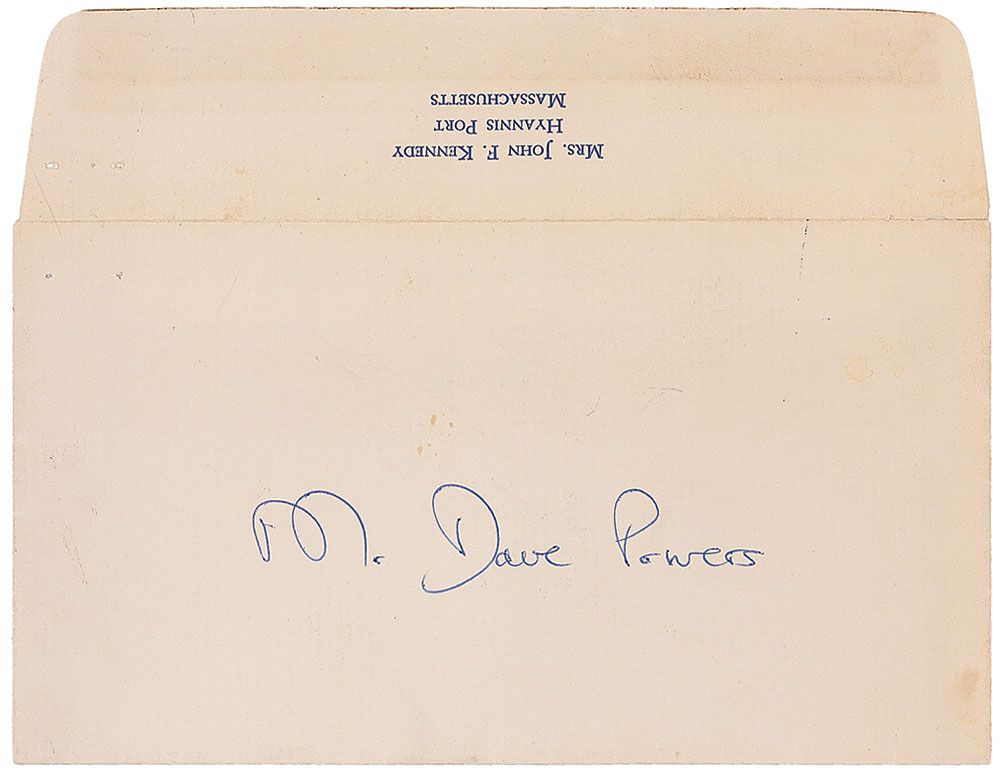 Mrs. John F. Kennedy
Hyannis Port
Massachusetts
Mr. Dave Powers